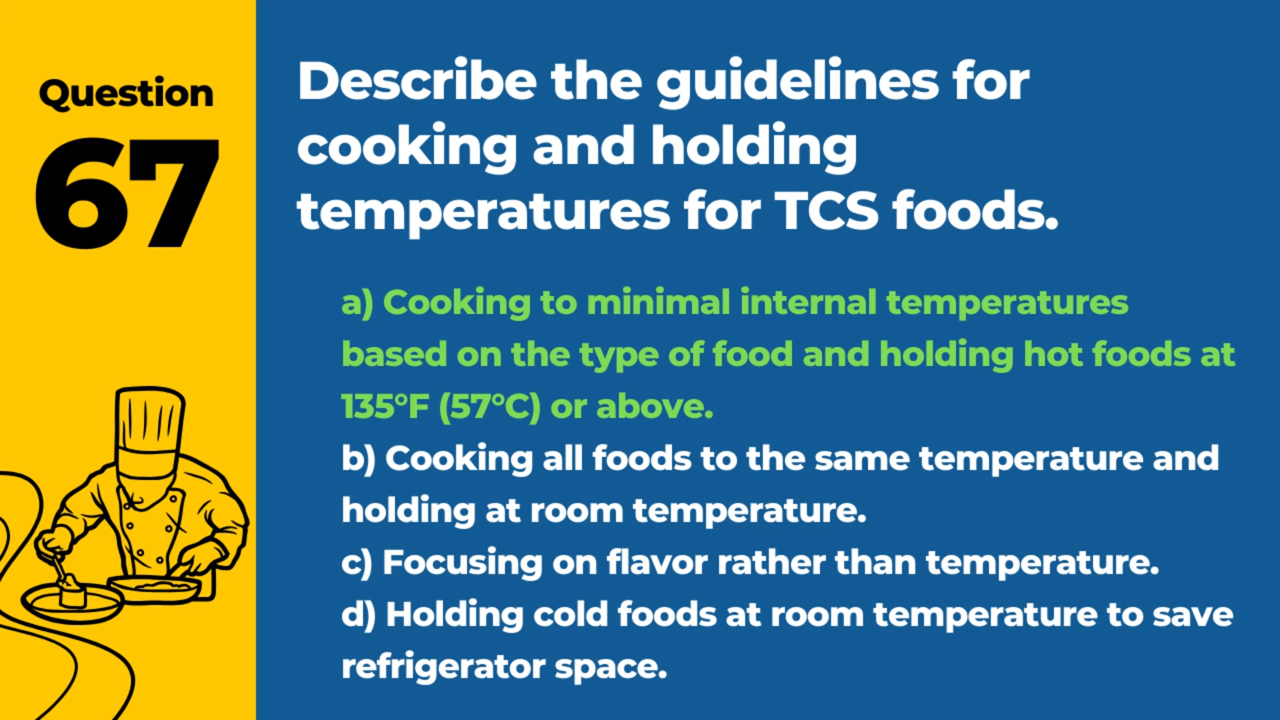 Question
67
Describe the guidelines for
cooking and holding
temperatures for TCS foods.
a) Cooking to minimal internal temperatures
based on the type of food and holding hot foods at
135°F (57°C) or above.
b) Cooking all foods to the same temperature and
holding at room temperature.
c) Focusing on flavor rather than temperature.
d) Holding cold foods at room temperature to save
refrigerator space.